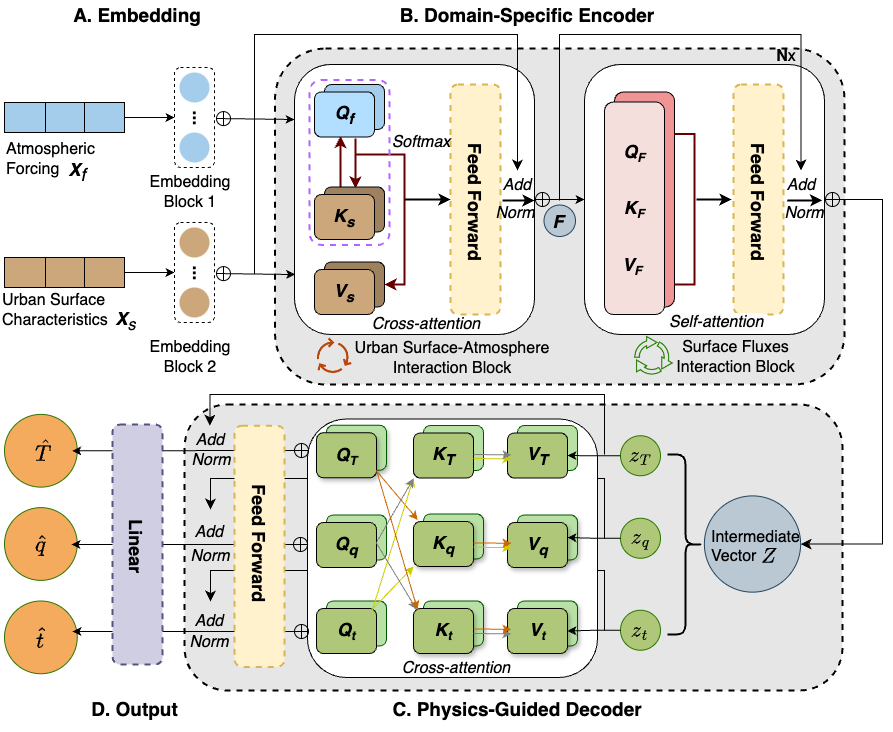 A. Embedding
B. Domain-Specific Encoder
Nx
Atmospheric
Forcing X_f
Embedding
Block 1
Urban Surface
Characteristics X_s
Embedding
Block 2
Q_f
Softmax
K_s
V_s
Feed Forward
Add
Norm
Cross-attention
Urban Surface-Atmosphere
Interaction Block
F
Q_F
K_F
V_F
Feed Forward
Add
Norm
Self-attention
Surface Fluxes
Interaction Block
T̂
q̂
t̂
Linear
Add
Norm
Add
Norm
Add
Norm
Feed Forward
Q_T
K_T
V_T
z_T
Q_q
K_q
V_q
z_q
Q_t
K_t
V_t
z_t
Cross-attention
Intermediate
Vector Z
D. Output
C. Physics-Guided Decoder